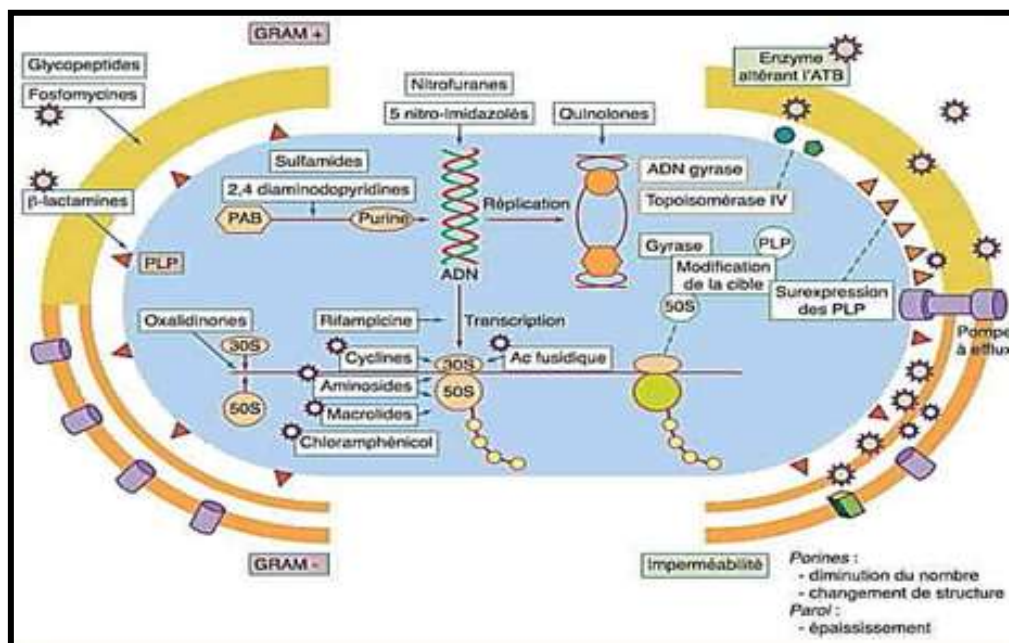 GRAM +
Glycopeptides
Fosfomycines
β-lactamines
PLP
Nitrofuranes
5 nitro-imidazolés
Quinolones
Sulfamides
2,4 diaminodopyridines
PAB
Purine
Réplication
ADN
ADN gyrase
Topoisomérase IV
Gyrase
PLP
Modification
de la cible
50S
Surexpression
des PLP
Enzyme
altérant l'ATB
Pompe
à efflux
Oxalidinones
30S
50S
Rifampicine
Transcription
Cyclines
30S
Ac fusidique
Aminosides
50S
Macrolides
Chloramphénicol
GRAM -
Imperméabilité
Porines :
- diminution du nombre
- changement de structure
Paroi :
- épaississement